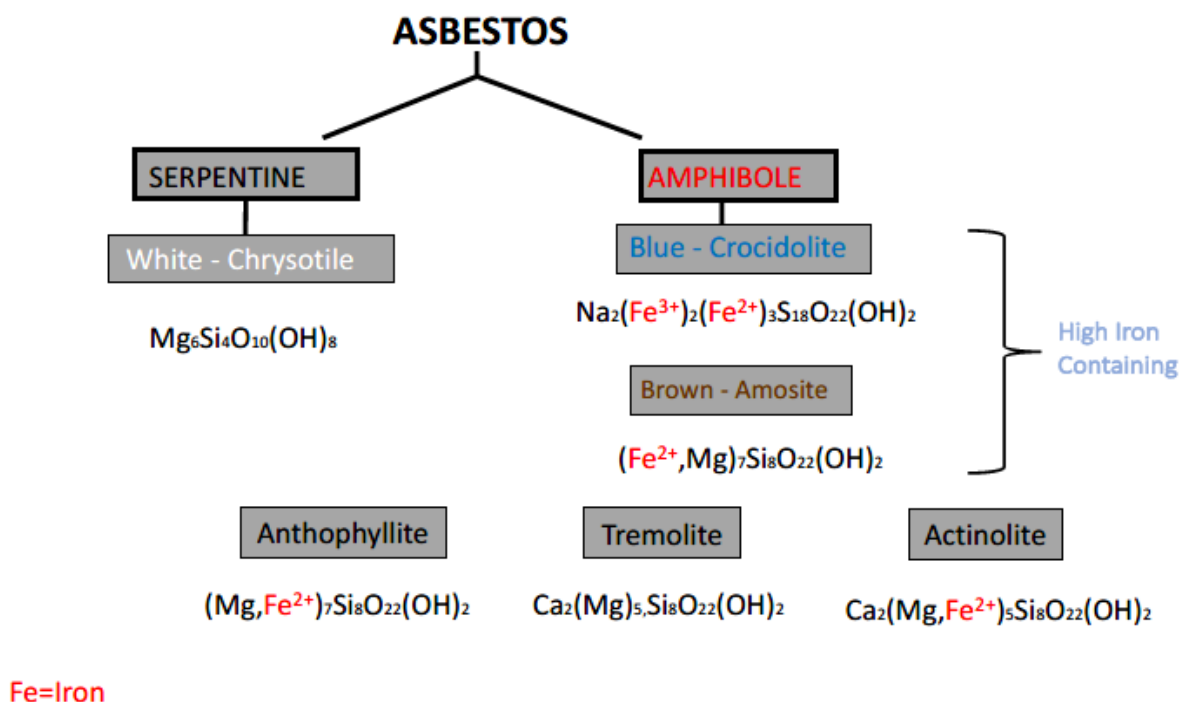 ASBESTOS
SERPENTINE
AMPHIBOLE
White - Chrysotile
Blue - Crocidolite
Mg₆Si₄O₁₀(OH)₈
Na₂(Fe³⁺)₂(Fe²⁺)₃S₁₈O₂₂(OH)₂
High Iron
Containing
Brown - Amosite
(Fe²⁺,Mg)₇Si₈O₂₂(OH)₂
Anthophyllite
Tremolite
Actinolite
(Mg,Fe²⁺)₇Si₈O₂₂(OH)₂
Ca₂(Mg)₅,Si₈O₂₂(OH)₂
Ca₂(Mg,Fe²⁺)₅Si₈O₂₂(OH)₂
Fe=Iron